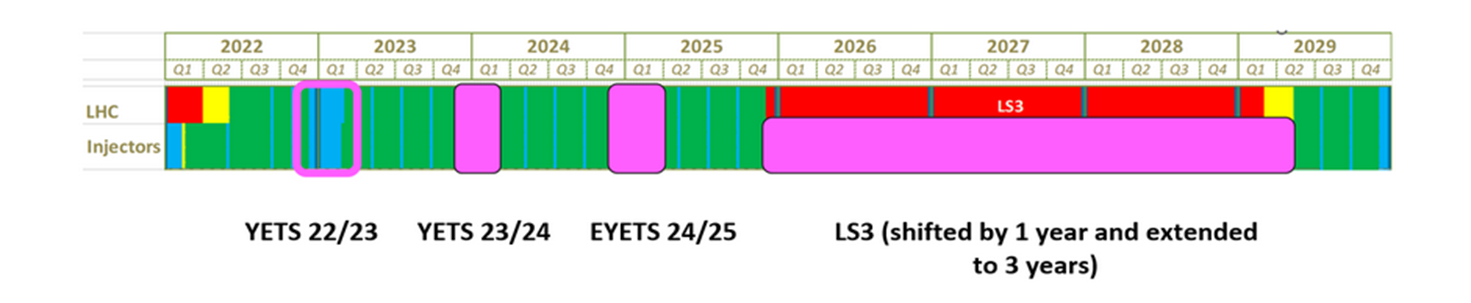 2022 2023 2024 2025 2026 2027 2028 2029
Q1 Q2 Q3 Q4 Q1 Q2 Q3 Q4 Q1 Q2 Q3 Q4 Q1 Q2 Q3 Q4 Q1 Q2 Q3 Q4 Q1 Q2 Q3 Q4 Q1 Q2 Q3 Q4 Q1 Q2 Q3 Q4
LHC LS3
Injectors
YETS 22/23 YETS 23/24 EYETS 24/25 LS3 (shifted by 1 year and extended
to 3 years)